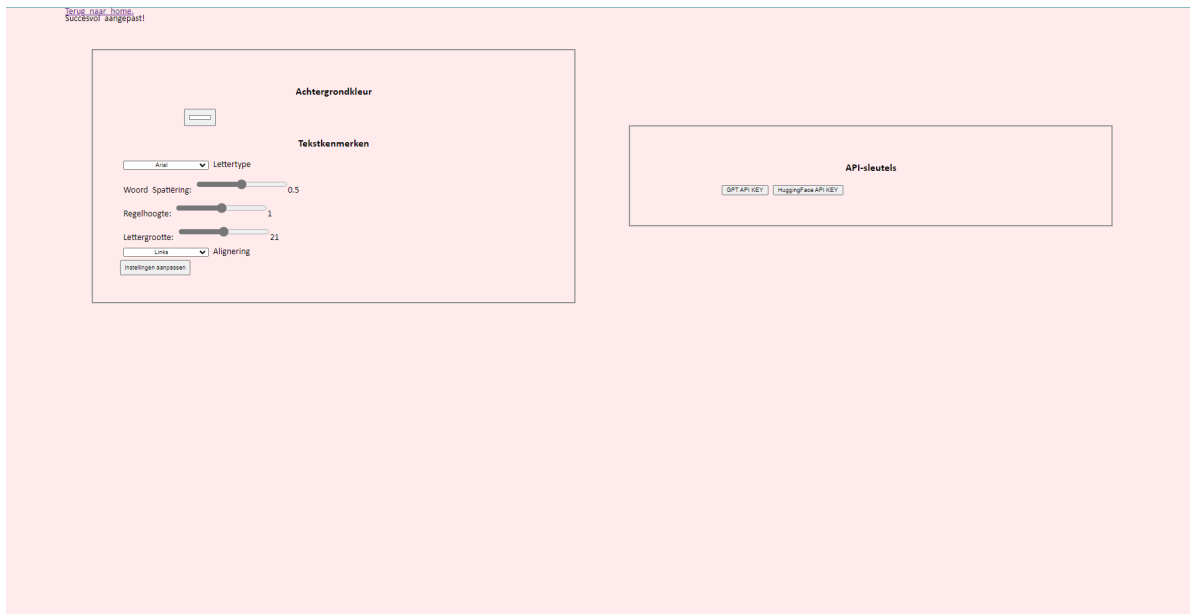 Terug naar home.
Succesvol aangepast!
Achtergrondkleur
Tekstkenmerken
Arial Lettertype
Woord Spatiëring: 0.5
Regelhoogte: 1
Lettergrootte: 21
Links Alignering
Instellingen aanpassen
API-sleutels
GPT API KEY HuggingFace API KEY